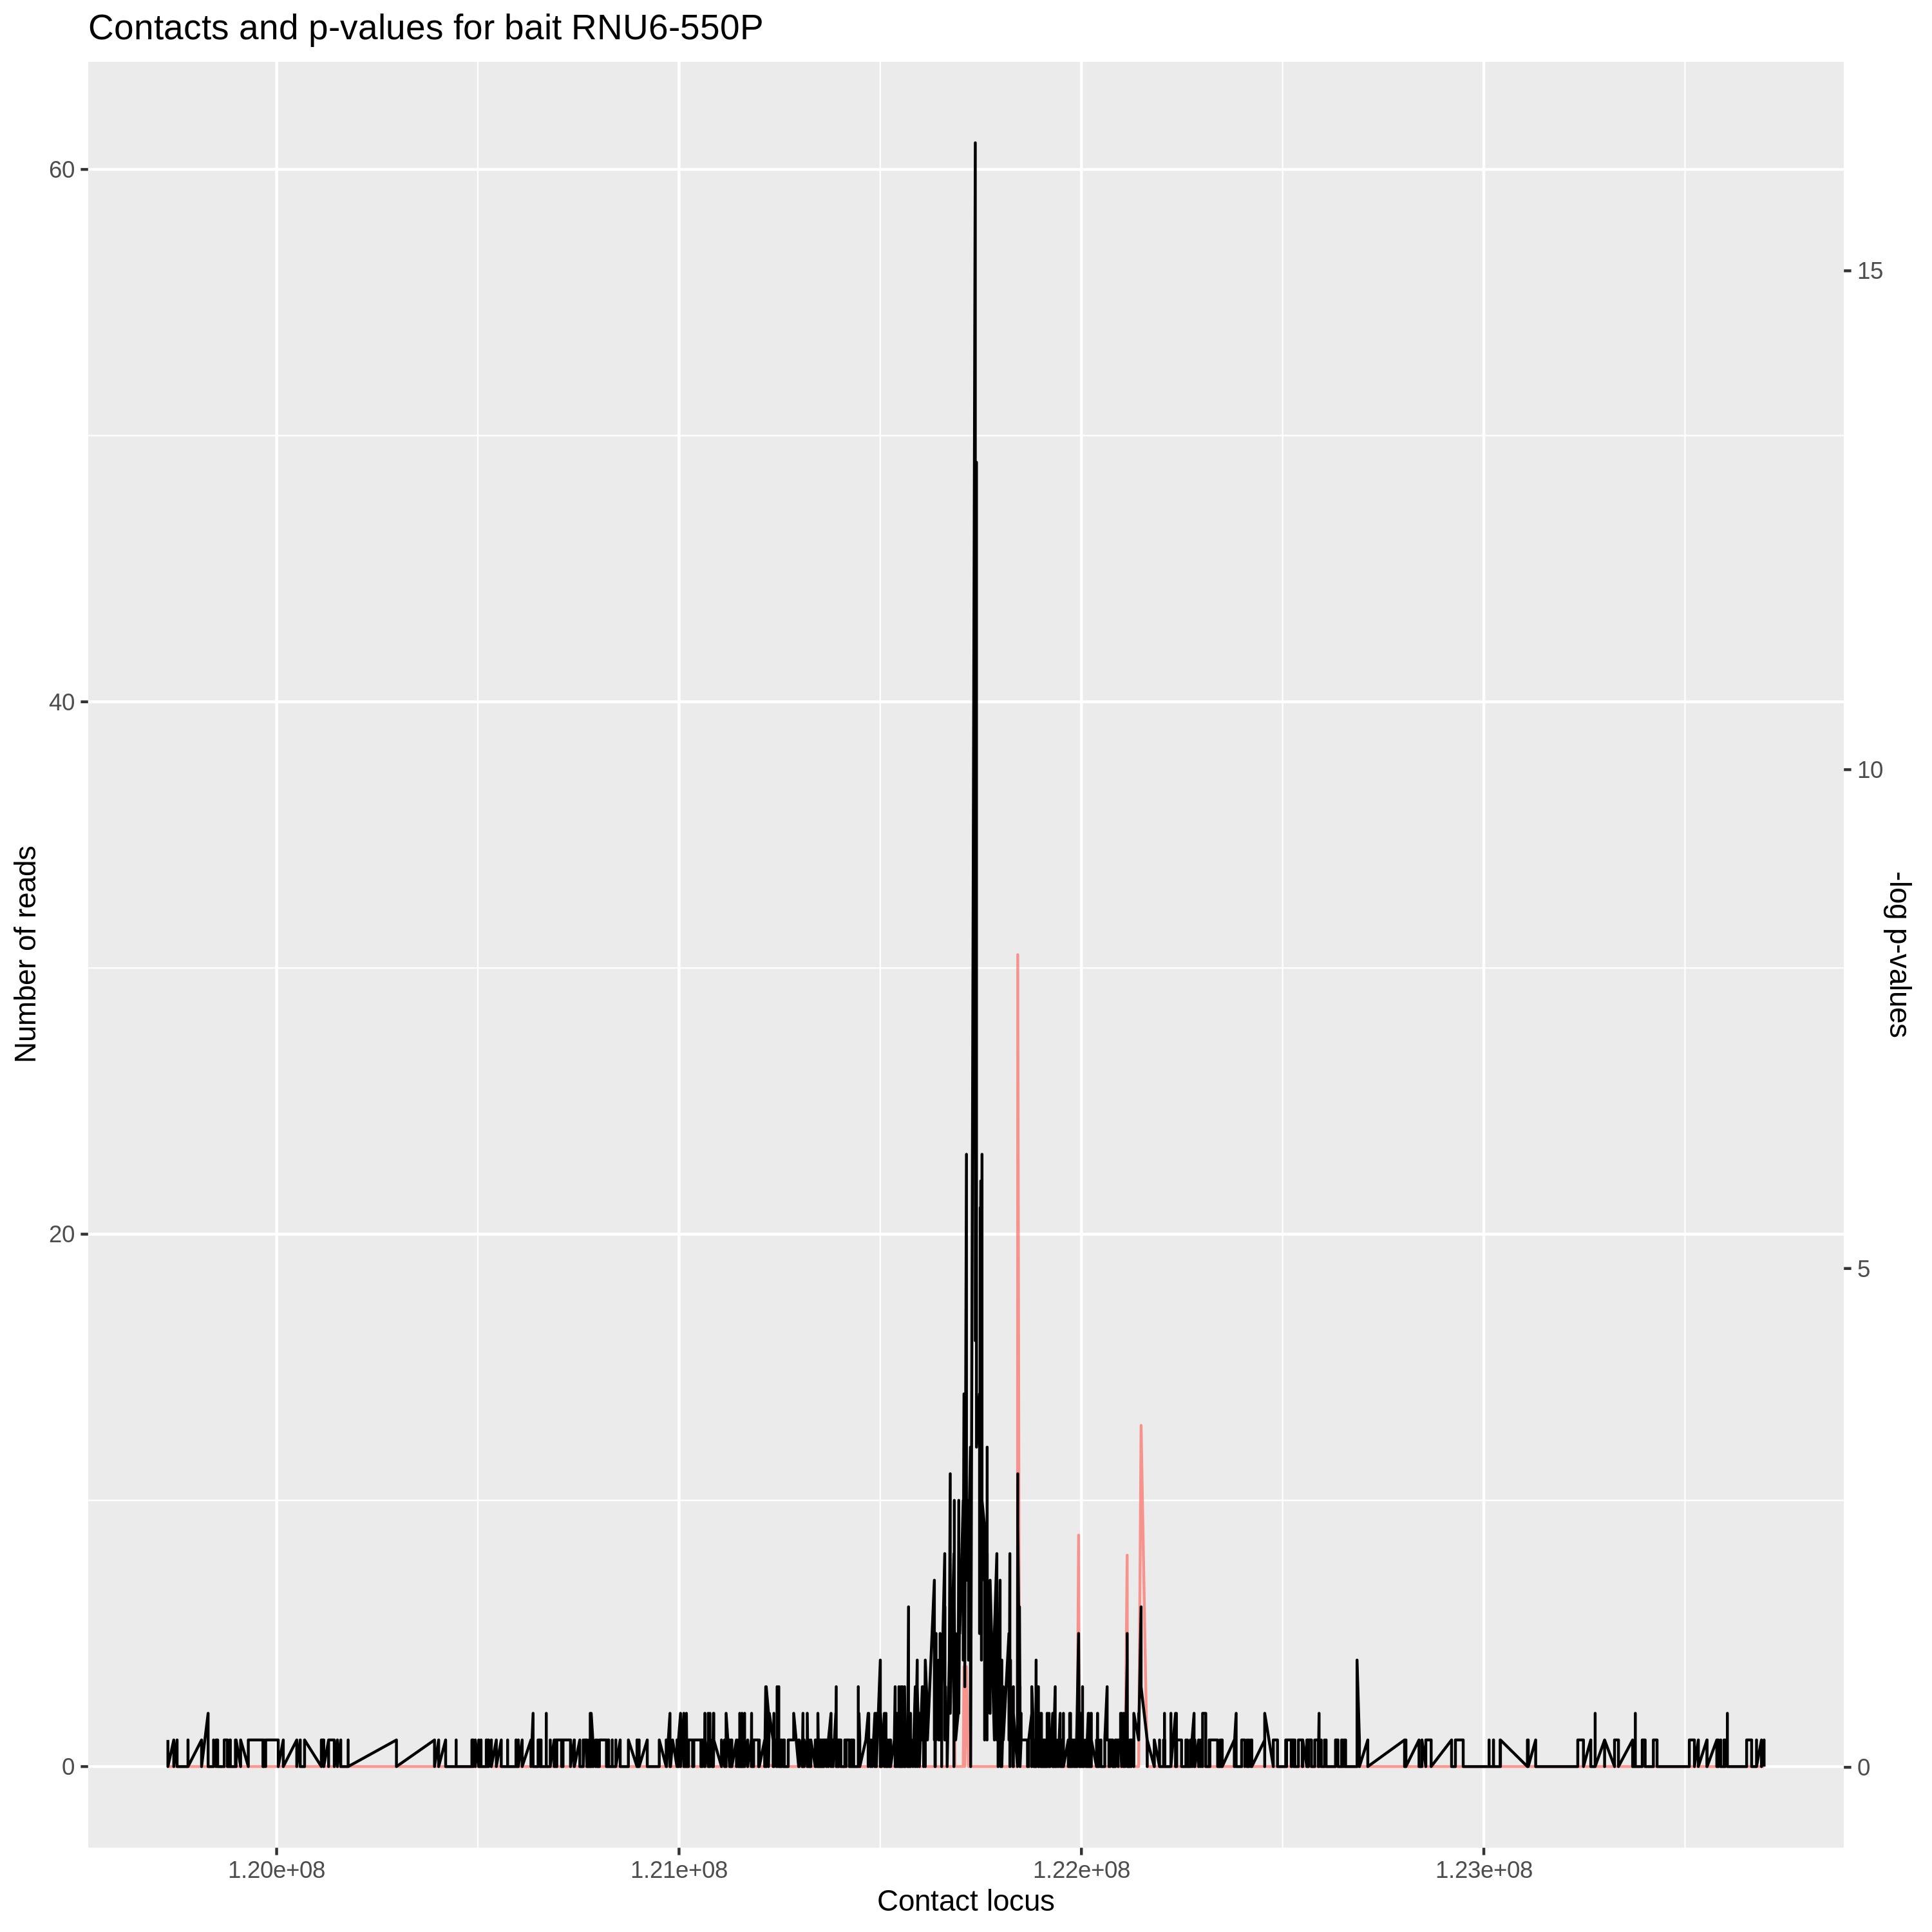 Contacts and p-values for bait RNU6-550P
60
40
20
0
15
10
5
0
Number of reads
-log p-values
1.20e+08
1.21e+08
1.22e+08
1.23e+08
Contact locus